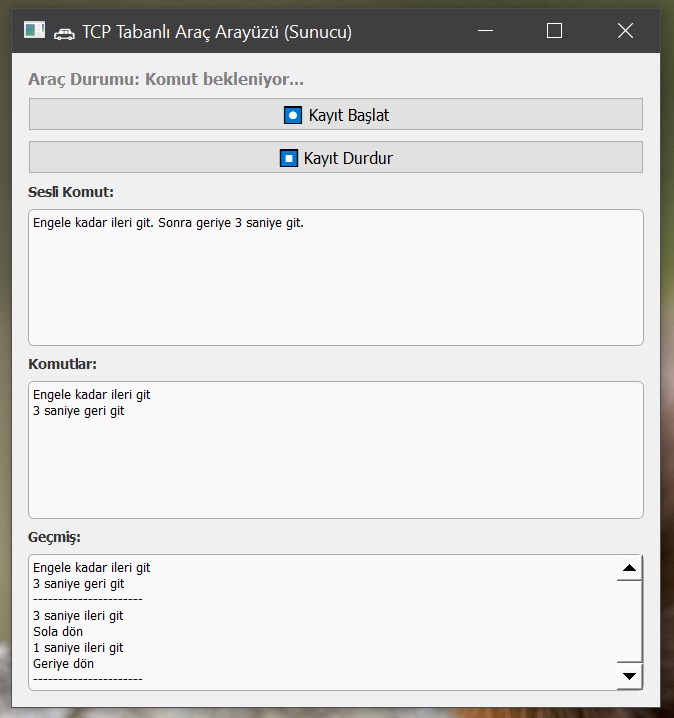 TCP Tabanlı Araç Arayüzü (Sunucu)
Araç Durumu: Komut bekleniyor...
Kayıt Başlat
Kayıt Durdur
Sesli Komut:
Engele kadar ileri git. Sonra geriye 3 saniye git.
Komutlar:
Engele kadar ileri git
3 saniye geri git
Geçmiş:
Engele kadar ileri git
3 saniye geri git
----------------------
3 saniye ileri git
Sola dön
1 saniye ileri git
Geriye dön
----------------------